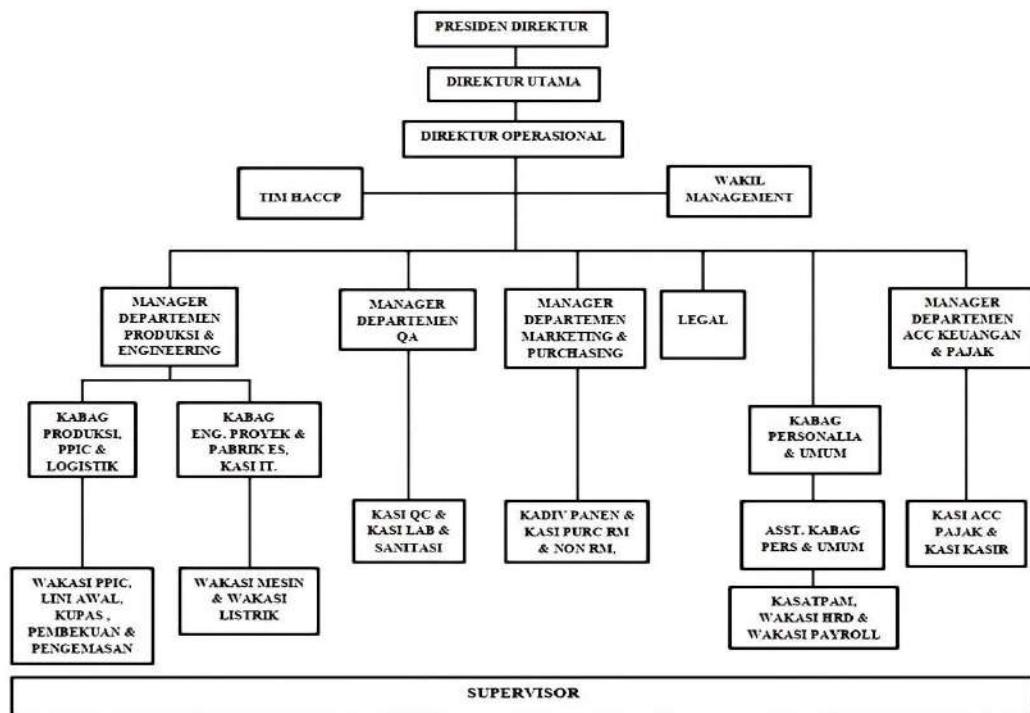 PRESIDEN DIREKTUR
DIREKTUR UTAMA
DIREKTUR OPERASIONAL
TIM HACCP
WAKIL
MANAGEMENT
MANAGER
DEPARTEMEN
PRODUKSI &
ENGINEERING
MANAGER
DEPARTEMEN
QA
MANAGER
DEPARTEMEN
MARKETING &
PURCHASING
LEGAL
MANAGER
DEPARTEMEN
ACC KEUANGAN
& PAJAK
KABAG
PRODUKSI,
PPIC &
LOGISTIK
KABAG
ENG. PROYEK &
PABRIK ES,
KASI IT.
KABAG
PERSONALIA
& UMUM
KASI QC &
KASI LAB &
SANITASI
KADIV PANEN &
KASI PURC RM
& NON RM,
ASST. KABAG
PERS & UMUM
KASI ACC
PAJAK &
KASI KASIR
WAKASI PPIC,
LINI AWAL,
KUPAS ,
PEMBEKUAN &
PENGEMASAN
WAKASI MESIN
& WAKASI
LISTRIK
KASATPAM,
WAKASI HRD &
WAKASI PAYROLL
SUPERVISOR